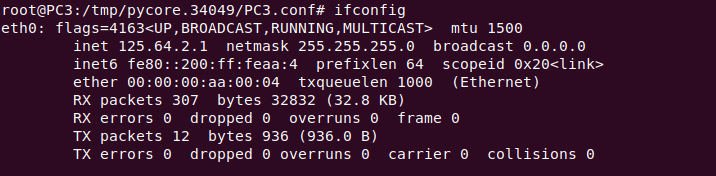 root@PC3:/tmp/pycore.34049/PC3.conf# ifconfig
eth0: flags=4163<UP,BROADCAST,RUNNING,MULTICAST>  mtu 1500
        inet 125.64.2.1  netmask 255.255.255.0  broadcast 0.0.0.0
        inet6 fe80::200:ff:feaa:4  prefixlen 64  scopeid 0x20<link>
        ether 00:00:00:aa:00:04  txqueuelen 1000  (Ethernet)
        RX packets 307  bytes 32832 (32.8 KB)
        RX errors 0  dropped 0  overruns 0  frame 0
        TX packets 12  bytes 936 (936.0 B)
        TX errors 0  dropped 0 overruns 0  carrier 0  collisions 0